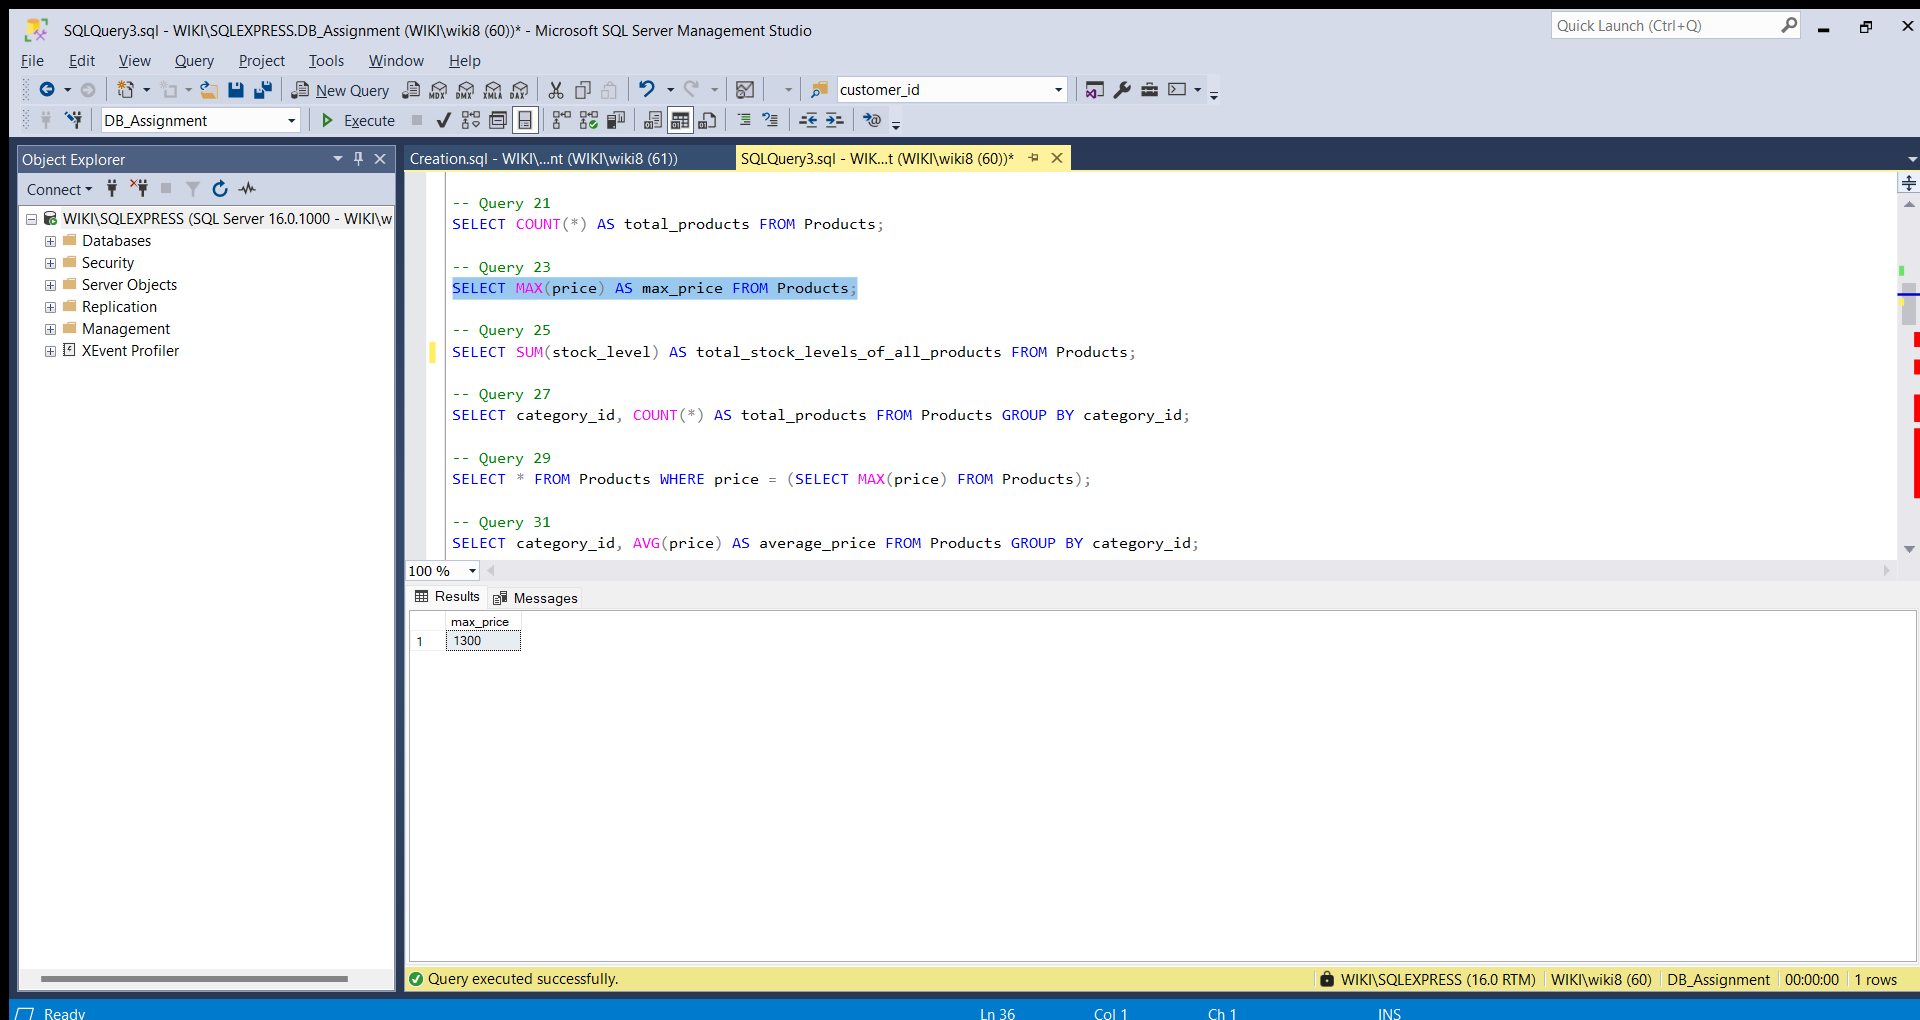 SQLQuery3.sql - WIKI\SQLEXPRESS.DB_Assignment (WIKI\wiki8 (60))* - Microsoft SQL Server Management Studio
Quick Launch (Ctrl+Q)
File Edit View Query Project Tools Window Help
New Query MDX DMX XMLA DAX customer_id
DB_Assignment Execute
Object Explorer
Creation.sql - WIKI\...nt (WIKI\wiki8 (61))
SQLQuery3.sql - WIK...t (WIKI\wiki8 (60))*
Connect
WIKI\SQLEXPRESS (SQL Server 16.0.1000 - WIKI\w
Databases
Security
Server Objects
Replication
Management
XEvent Profiler
-- Query 21
SELECT COUNT(*) AS total_products FROM Products;
-- Query 23
SELECT MAX(price) AS max_price FROM Products;
-- Query 25
SELECT SUM(stock_level) AS total_stock_levels_of_all_products FROM Products;
-- Query 27
SELECT category_id, COUNT(*) AS total_products FROM Products GROUP BY category_id;
-- Query 29
SELECT * FROM Products WHERE price = (SELECT MAX(price) FROM Products);
-- Query 31
SELECT category_id, AVG(price) AS average_price FROM Products GROUP BY category_id;
100 %
Results Messages
max_price
1 1300
Query executed successfully.
WIKI\SQLEXPRESS (16.0 RTM) WIKI\wiki8 (60) DB_Assignment 00:00:00 1 rows
Ready Ln 36 Col 1 Ch 1 INS